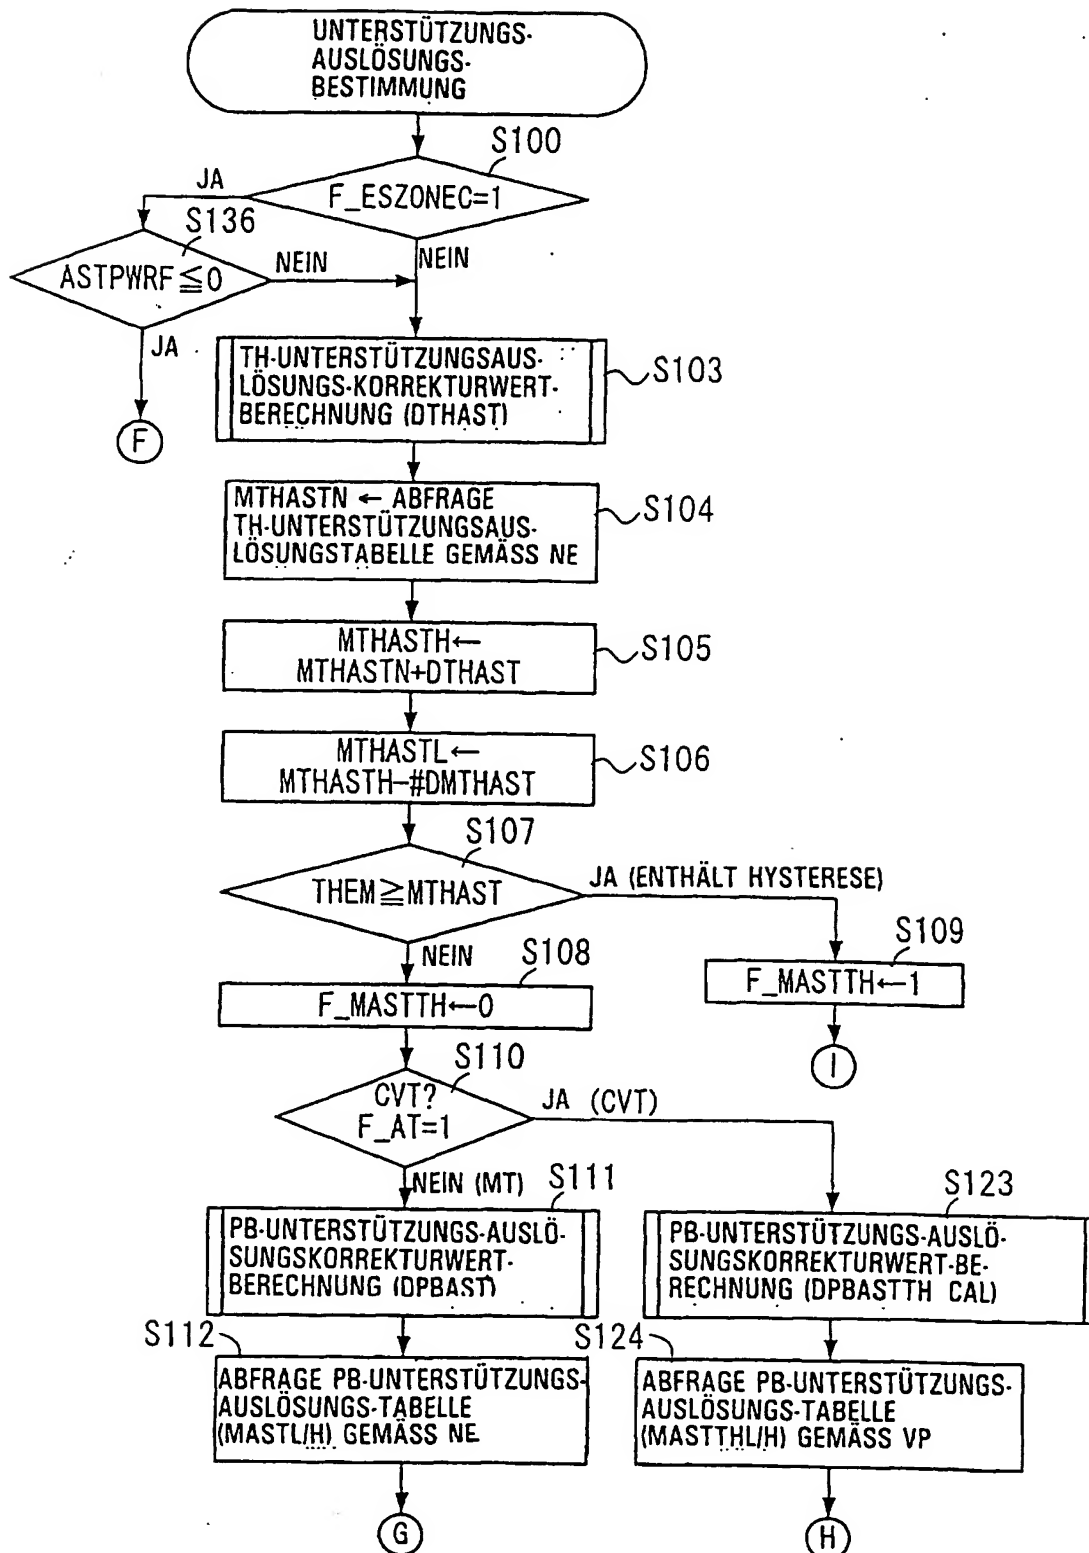 UNTERSTÜTZUNGS-
AUSLÖSUNGS-
BESTIMMUNG
S100
JA
F_ESZONEC=1
S136
NEIN
NEIN
ASTPWRF≦0
JA
F
TH-UNTERSTÜTZUNGSAUS-
LÖSUNGS-KORREKTURWERT-
BERECHNUNG (DTHAST)
S103
MTHASTN ← ABFRAGE
TH-UNTERSTÜTZUNGSAUS-
LÖSUNGSTABELLE GEMÄSS NE
S104
MTHASTH←
MTHASTN+DTHAST
S105
MTHASTL←
MTHASTH-#DMTHAST
S106
S107
THEM≧MTHAST
JA (ENTHÄLT HYSTERESE)
NEIN
S108
S109
F_MASTTH←0
F_MASTTH←1
I
S110
CVT?
F_AT=1
JA (CVT)
NEIN (MT)
S111
S123
PB-UNTERSTÜTZUNGS-AUSLÖ-
SUNGSKORREKTURWERT-
BERECHNUNG (DPBAST)
PB-UNTERSTÜTZUNGS-AUSLÖ-
SUNGSKORREKTURWERT-BE-
RECHNUNG (DPBASTTH CAL)
S112
S124
ABFRAGE PB-UNTERSTÜTZUNGS-
AUSLÖSUNGS-TABELLE
(MASTL/H) GEMÄSS NE
ABFRAGE PB-UNTERSTÜTZUNGS-
AUSLÖSUNGS-TABELLE
(MASTTHL/H) GEMÄSS VP
G
H